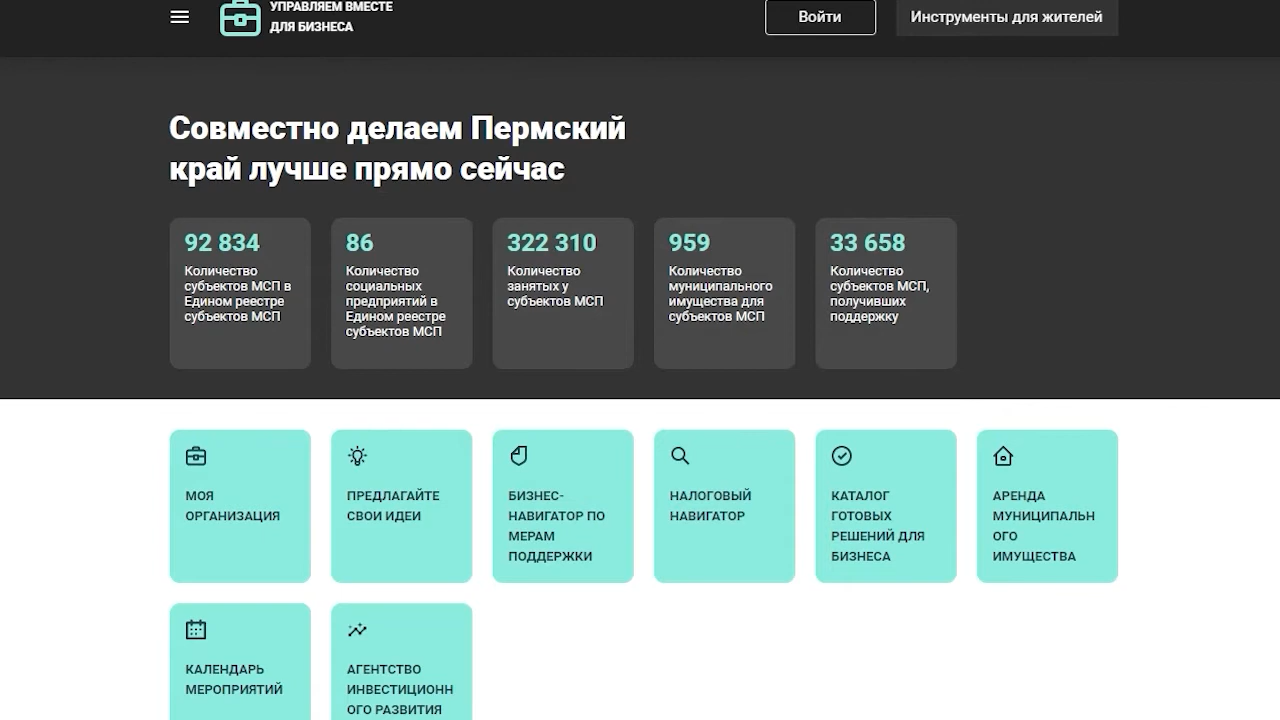 УПРАВЛЯЕМ ВМЕСТЕ
ДЛЯ БИЗНЕСА
Войти
Инструменты для жителей
Совместно делаем Пермский
край лучше прямо сейчас
92 834
Количество
субъектов МСП в
Едином реестре
субъектов МСП
86
Количество
социальных
предприятий в
Едином реестре
субъектов МСП
322 310
Количество
занятых у
субъектов МСП
959
Количество
муниципального
имущества для
субъектов МСП
33 658
Количество
субъектов МСП,
получивших
поддержку
МОЯ
ОРГАНИЗАЦИЯ
ПРЕДЛАГАЙТЕ
СВОИ ИДЕИ
БИЗНЕС-
НАВИГАТОР ПО
МЕРАМ
ПОДДЕРЖКИ
НАЛОГОВЫЙ
НАВИГАТОР
КАТАЛОГ
ГОТОВЫХ
РЕШЕНИЙ ДЛЯ
БИЗНЕСА
АРЕНДА
МУНИЦИПАЛЬН
ОГО
ИМУЩЕСТВА
КАЛЕНДАРЬ
МЕРОПРИЯТИЙ
АГЕНТСТВО
ИНВЕСТИЦИОНН
ОГО РАЗВИТИЯ